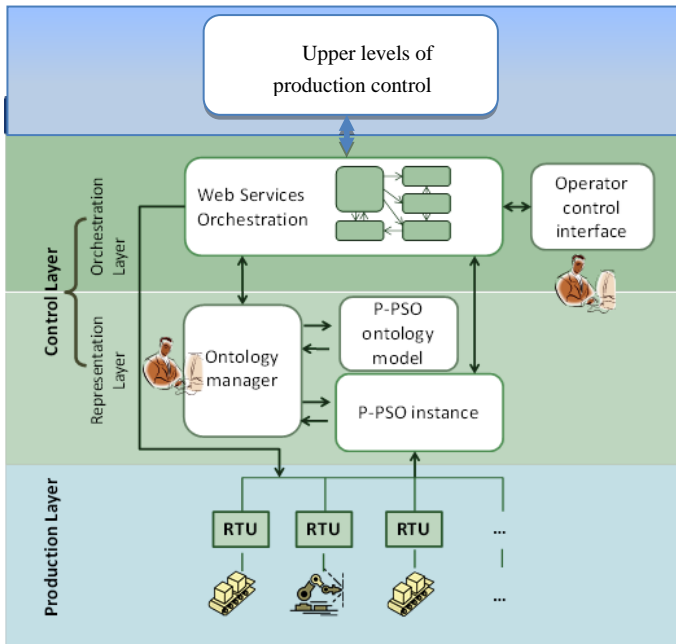 Upper levels of
production control
Web Services
Orchestration
Operator
control
interface
Control Layer
Orchestration
Layer
Representation
Layer
Ontology
manager
P-PSO
ontology
model
P-PSO instance
Production Layer
RTU
RTU
RTU
...
...